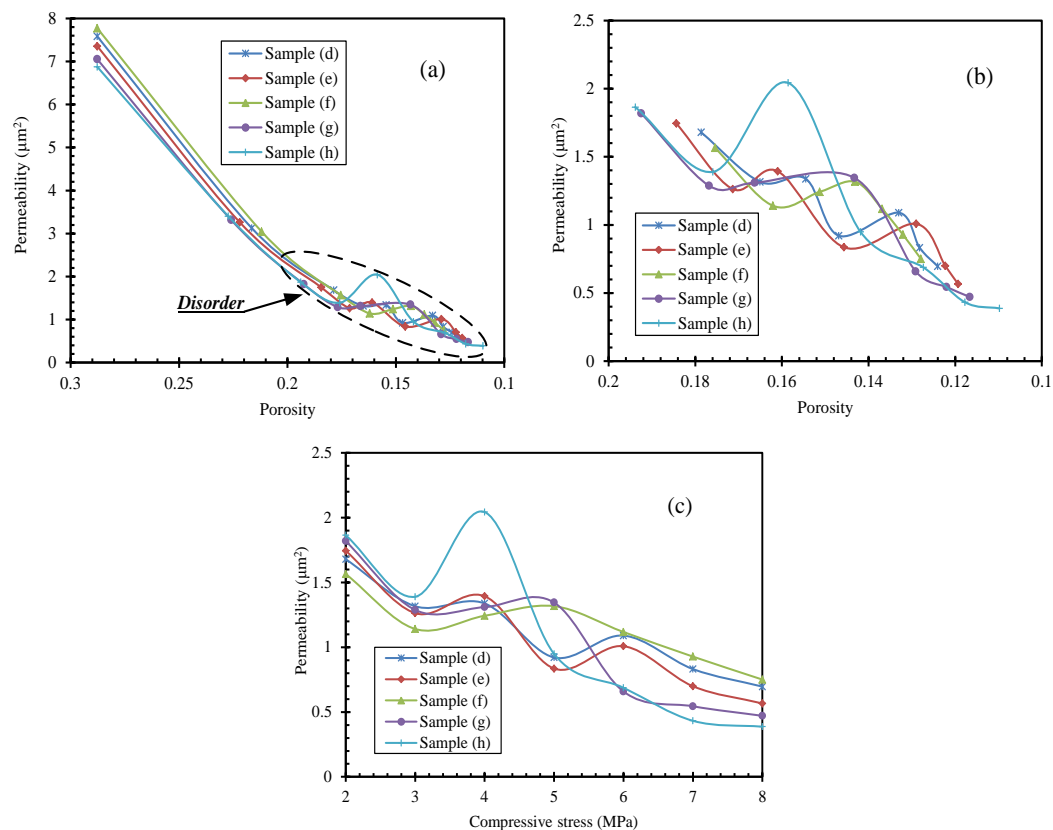 (a)
Permeability (μm²)
8
7
6
5
4
3
2
1
0
Sample (d)
Sample (e)
Sample (f)
Sample (g)
Sample (h)
Disorder
0.3
0.25
0.2
0.15
0.1
Porosity
(b)
Permeability (μm²)
2.5
2
1.5
1
0.5
0
Sample (d)
Sample (e)
Sample (f)
Sample (g)
Sample (h)
0.2
0.18
0.16
0.14
0.12
0.1
Porosity
(c)
Permeability (μm²)
2.5
2
1.5
1
0.5
0
Sample (d)
Sample (e)
Sample (f)
Sample (g)
Sample (h)
2
3
4
5
6
7
8
Compressive stress (MPa)